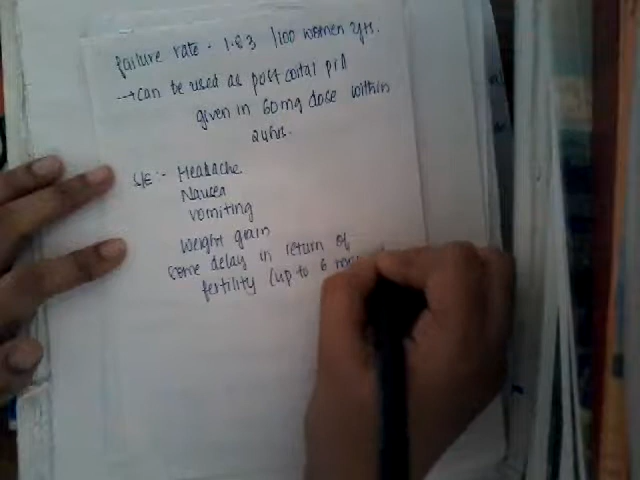 failure rate - 1.83 /100 women yrs.
→ can be used as post coital pill
given in 60mg dose within
24hrs.
S/E :- Headache
Nausea
vomiting
weight gain
some delay in return of
fertility (up to 6